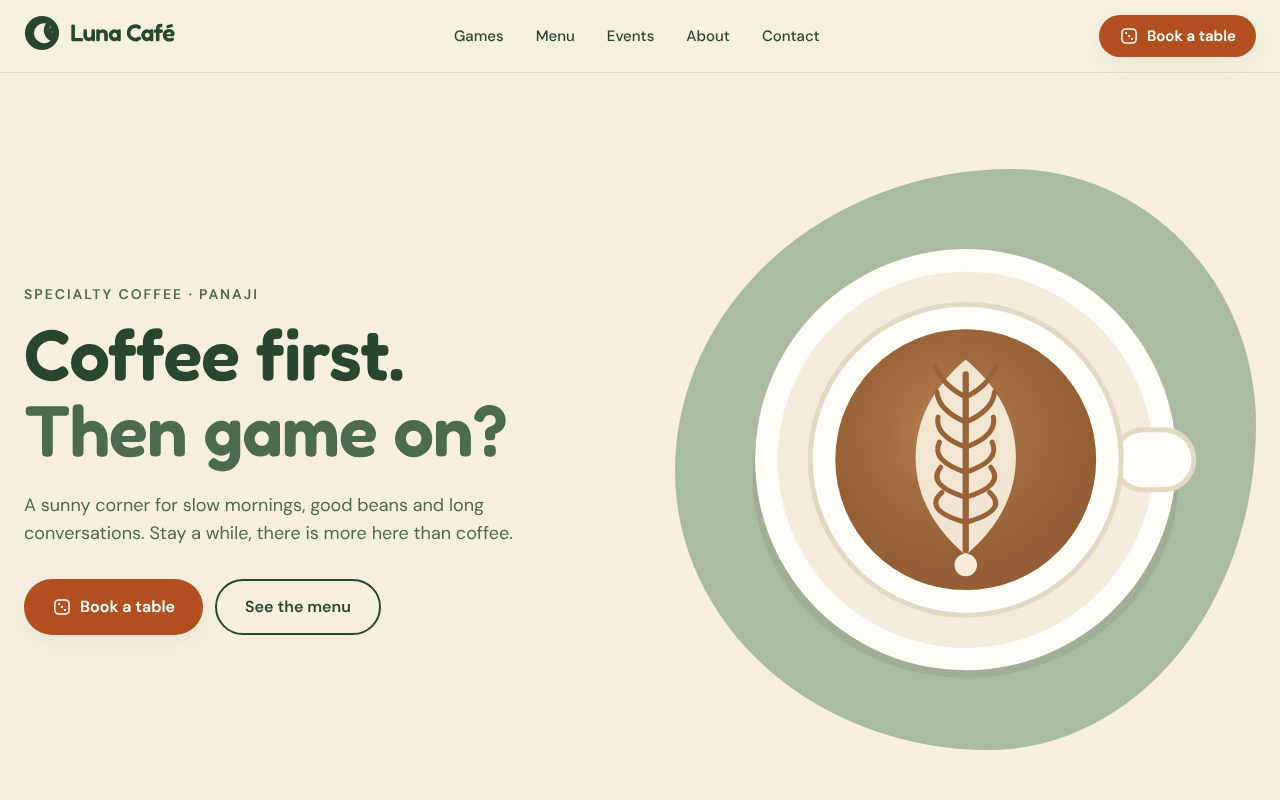 Luna Café
Games
Menu
Events
About
Contact
Book a table
SPECIALTY COFFEE · PANAJI
Coffee first.
Then game on?
A sunny corner for slow mornings, good beans and long
conversations. Stay a while, there is more here than coffee.
Book a table
See the menu